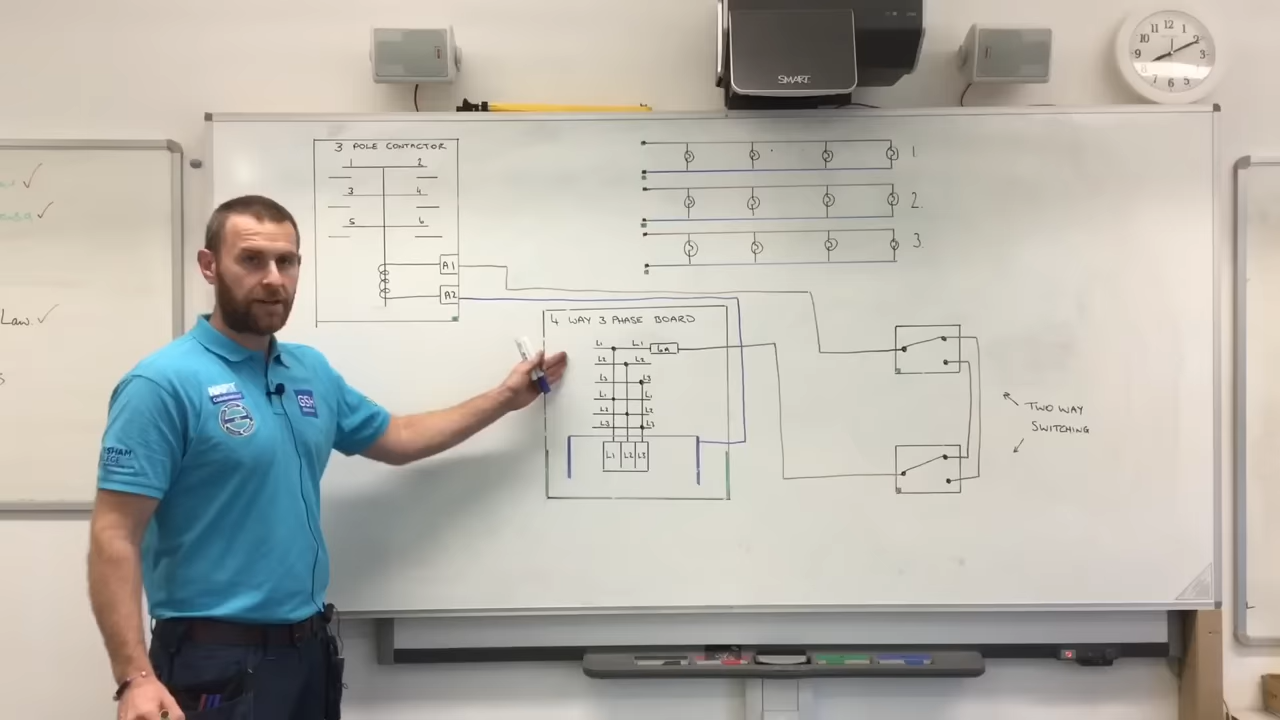 3 POLE CONTACTOR
1 2
3 4
5 6
A1
A2
1.
2.
3.
4 WAY 3 PHASE BOARD
L1 L1 6A
L2 L2
L3 L3
L1 L1
L2 L2
L3 L3
L1 L2 L3
TWO WAY
SWITCHING
SMART
12 1 2 3 4 5 6 7 8 9 10 11
LAW.
GSH